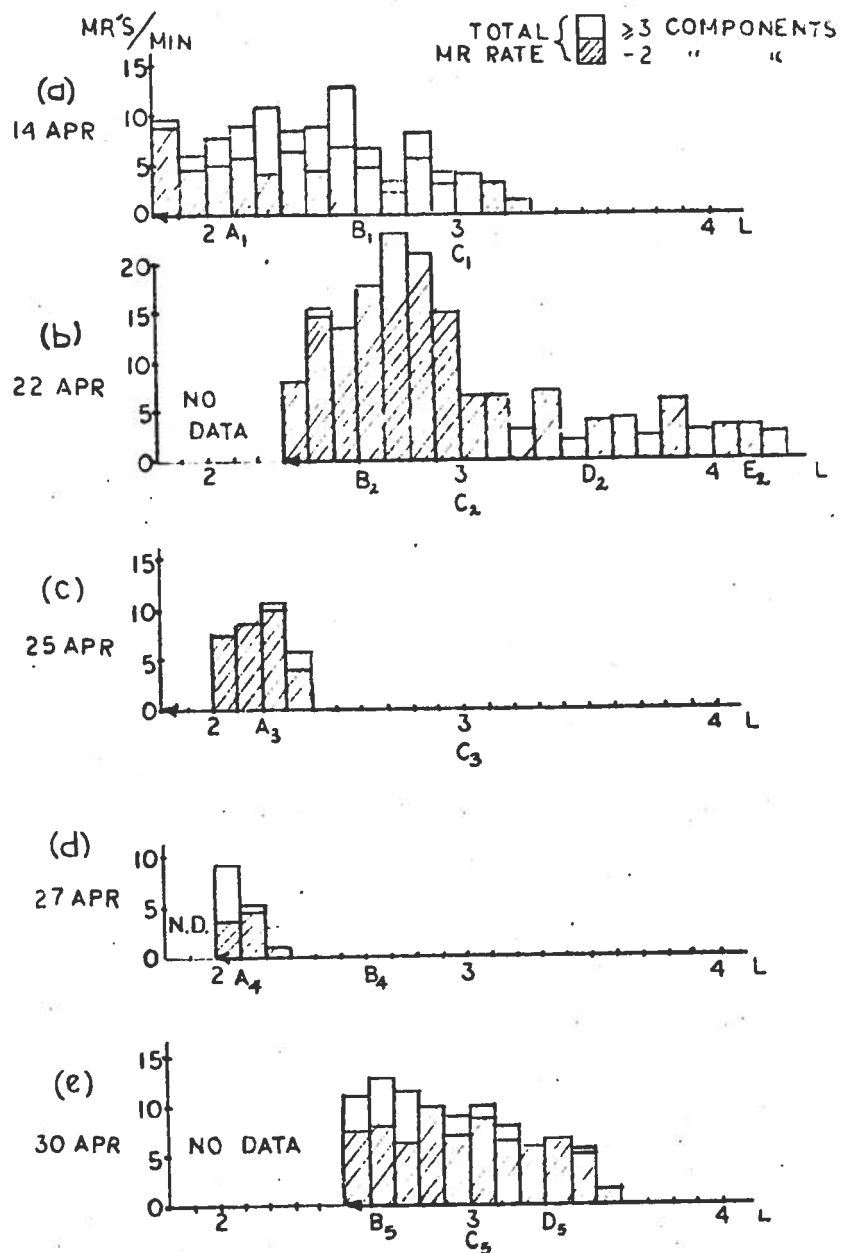 MR'S/MIN
TOTAL MR RATE { ≥3 COMPONENTS
-2 " "
(a)
14 APR
15
10
5
0
2 A₁ B₁ 3 4 L
C₁
(b)
22 APR
20
15
10
5
0
NO DATA
2 B₂ 3 D₂ 4 E₂ L
C₂
(c)
25 APR
15
10
5
0
2 A₃ 3 4 L
C₃
(d)
27 APR
10
5
0
N.D.
2 A₄ B₄ 3 4 L
(e)
30 APR
15
10
5
0
NO DATA
2 B₅ 3 D₅ 4 L
C₅